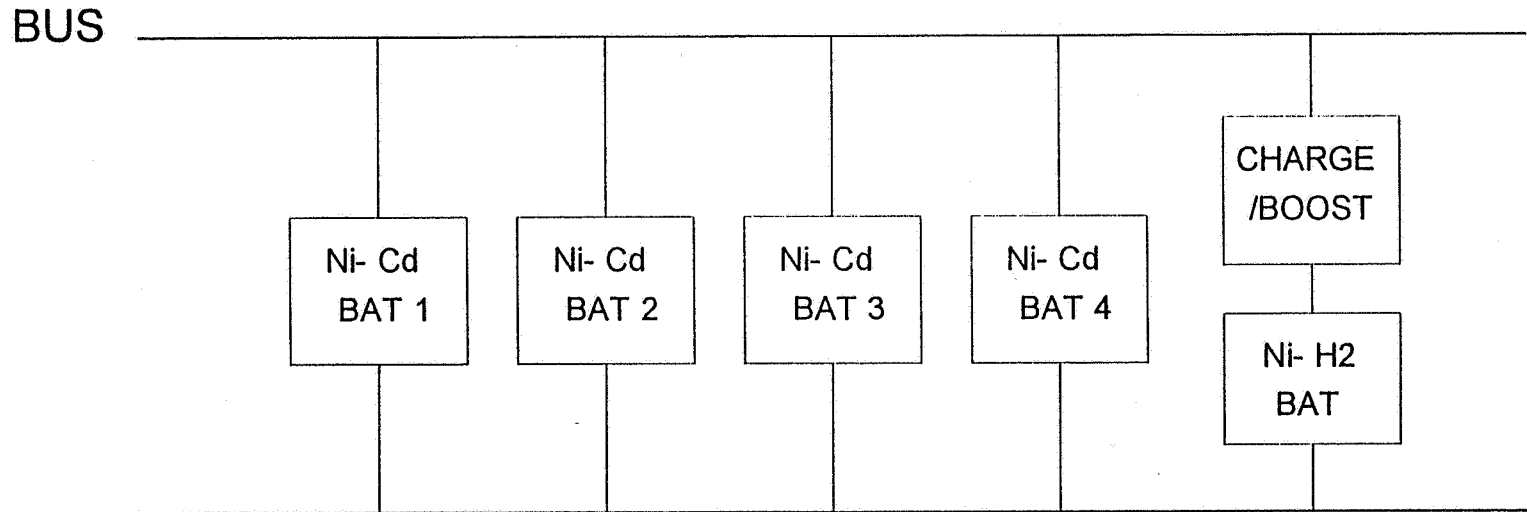 BUS
Ni- Cd
BAT 1
Ni- Cd
BAT 2
Ni- Cd
BAT 3
Ni- Cd
BAT 4
CHARGE
/BOOST
Ni- H2
BAT